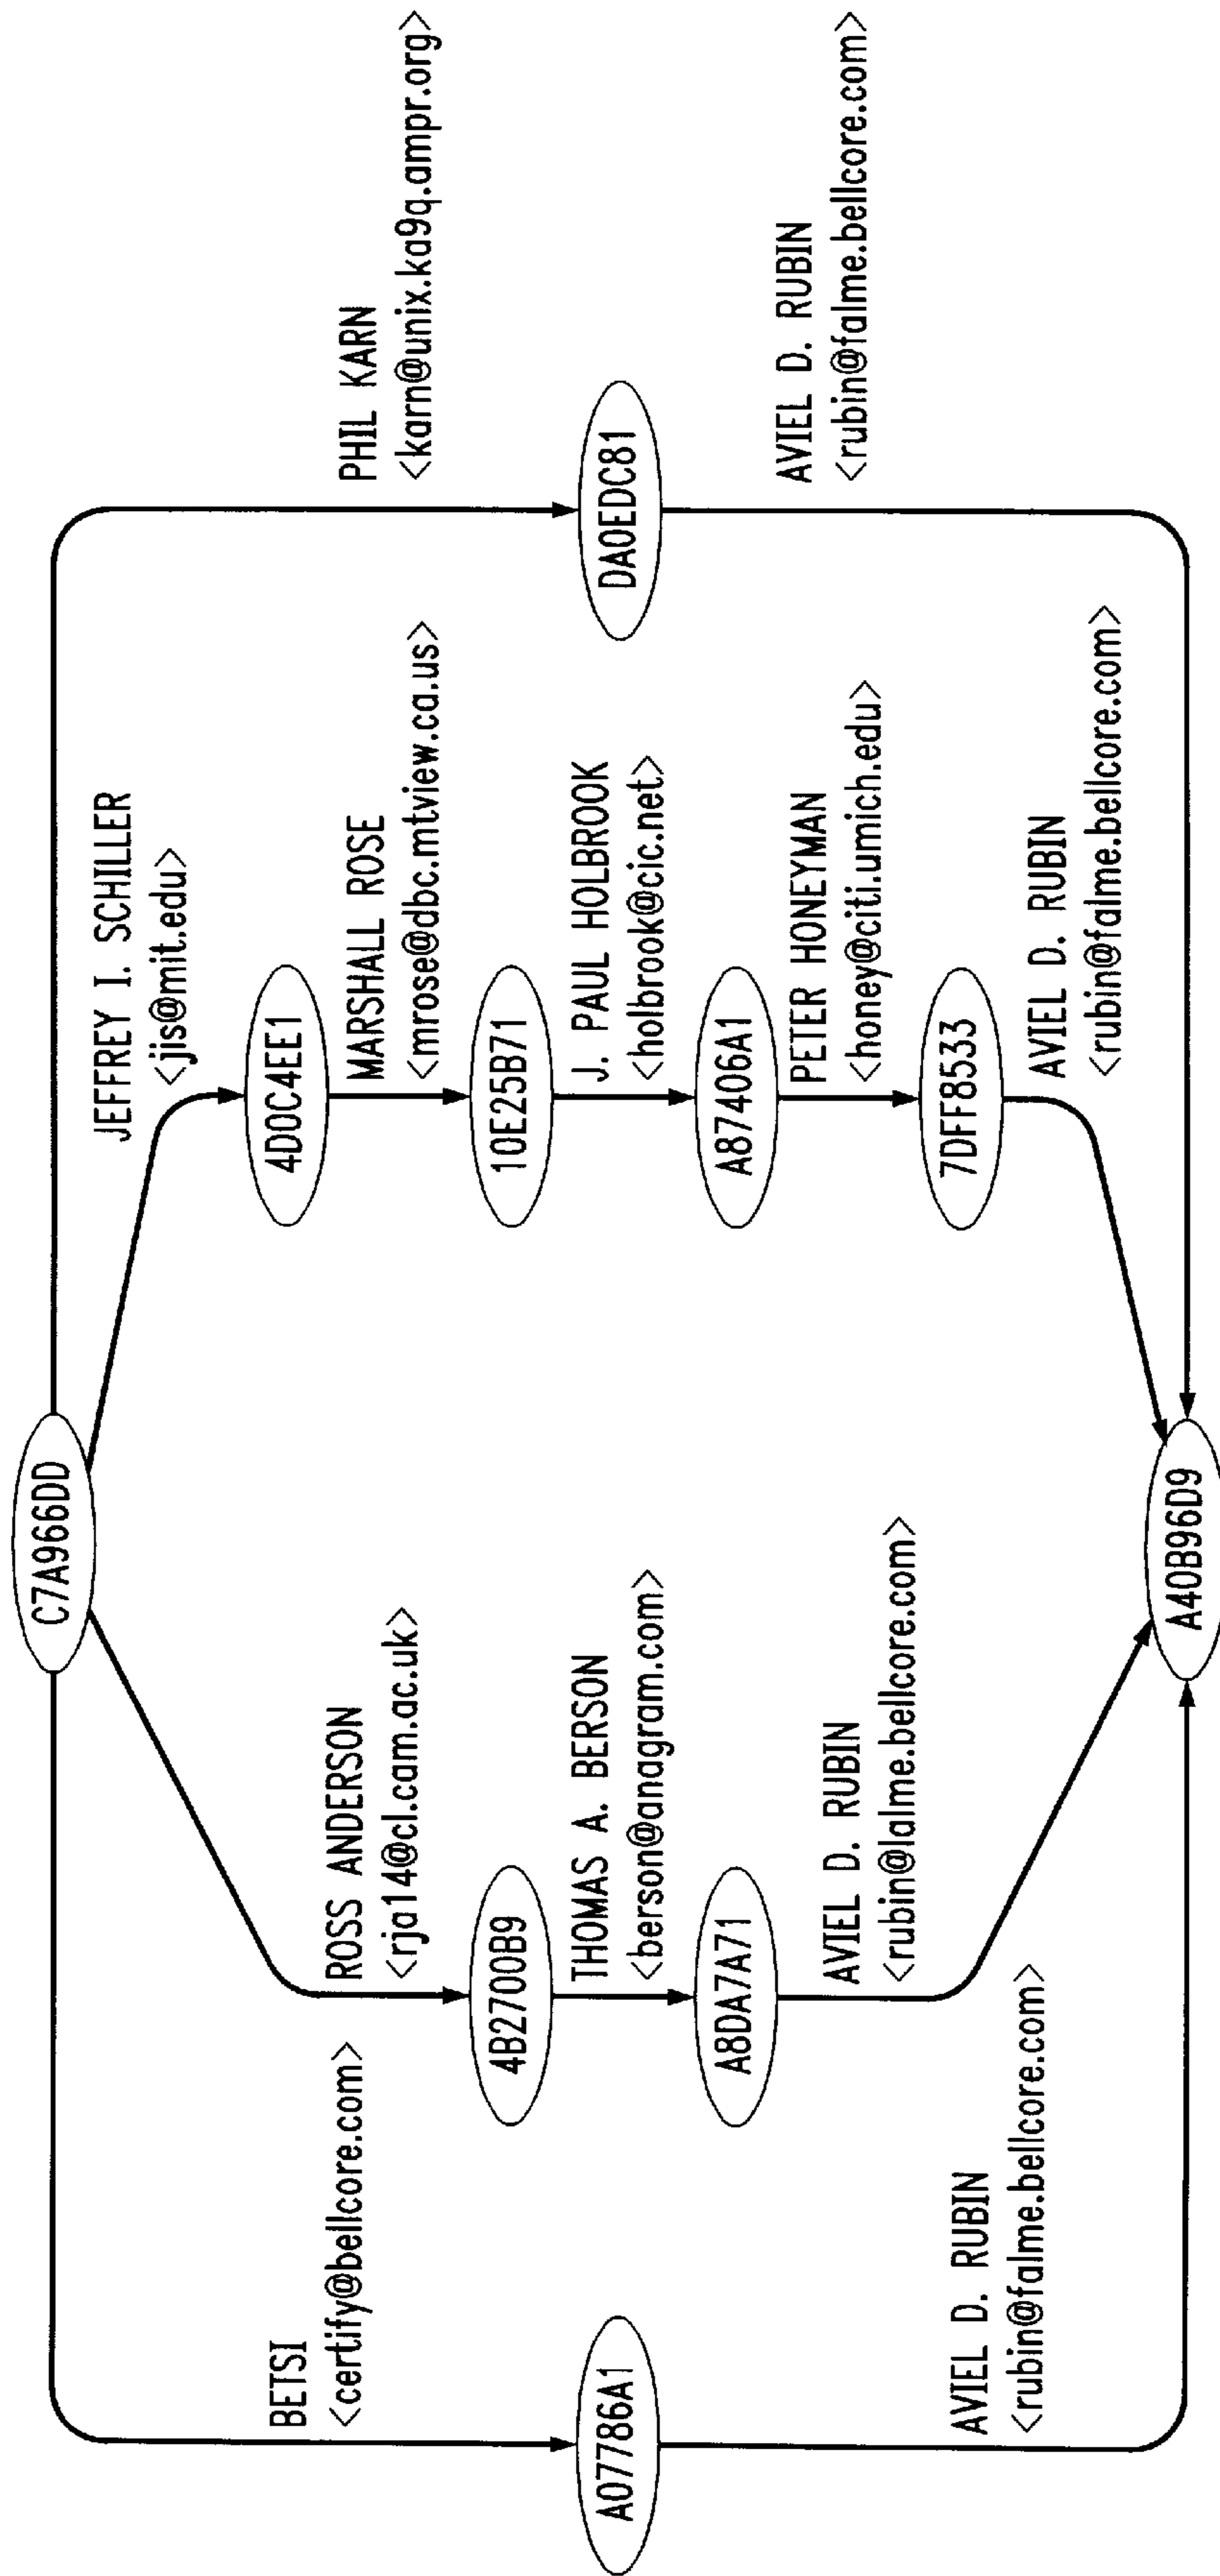 C7A966DD
BETSI
<certify@bellcore.com>
ROSS ANDERSON
<rja14@cl.cam.ac.uk>
JEFFREY I. SCHILLER
<jis@mit.edu>
PHIL KARN
<karn@unix.ka9q.ampr.org>
4D0C4EE1
MARSHALL ROSE
<mrose@dbc.mtview.ca.us>
A07786A1
4B2700B9
10E25B71
DA0EDC81
THOMAS A. BERSON
<berson@anagram.com>
J. PAUL HOLBROOK
<holbrook@cic.net>
A8DA7A71
A87406A1
AVIEL D. RUBIN
<rubin@lalme.bellcore.com>
PETER HONEYMAN
<honey@citi.umich.edu>
AVIEL D. RUBIN
<rubin@falme.bellcore.com>
7DFF8533
AVIEL D. RUBIN
<rubin@falme.bellcore.com>
AVIEL D. RUBIN
<rubin@falme.bellcore.com>
A40B96D9